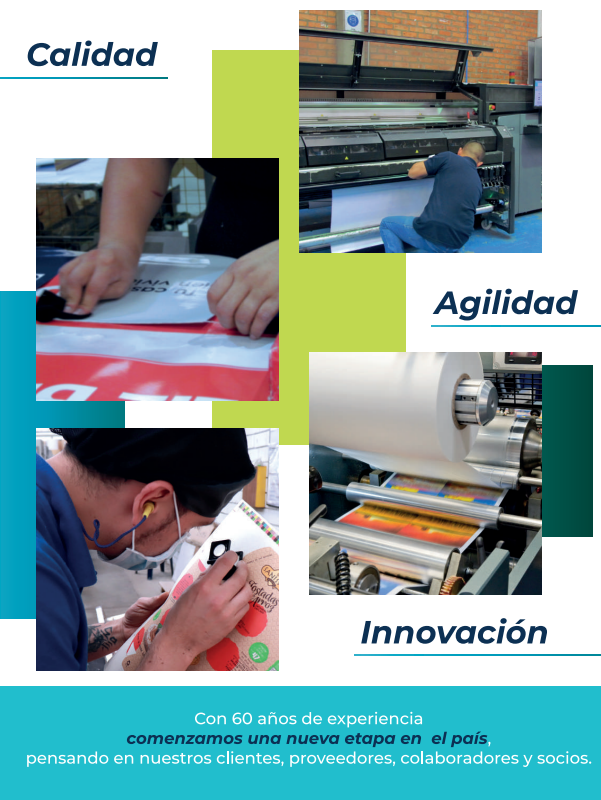 Calidad
Agilidad
Innovación
Con 60 años de experiencia
comenzamos una nueva etapa en el país,
pensando en nuestros clientes, proveedores, colaboradores y socios.